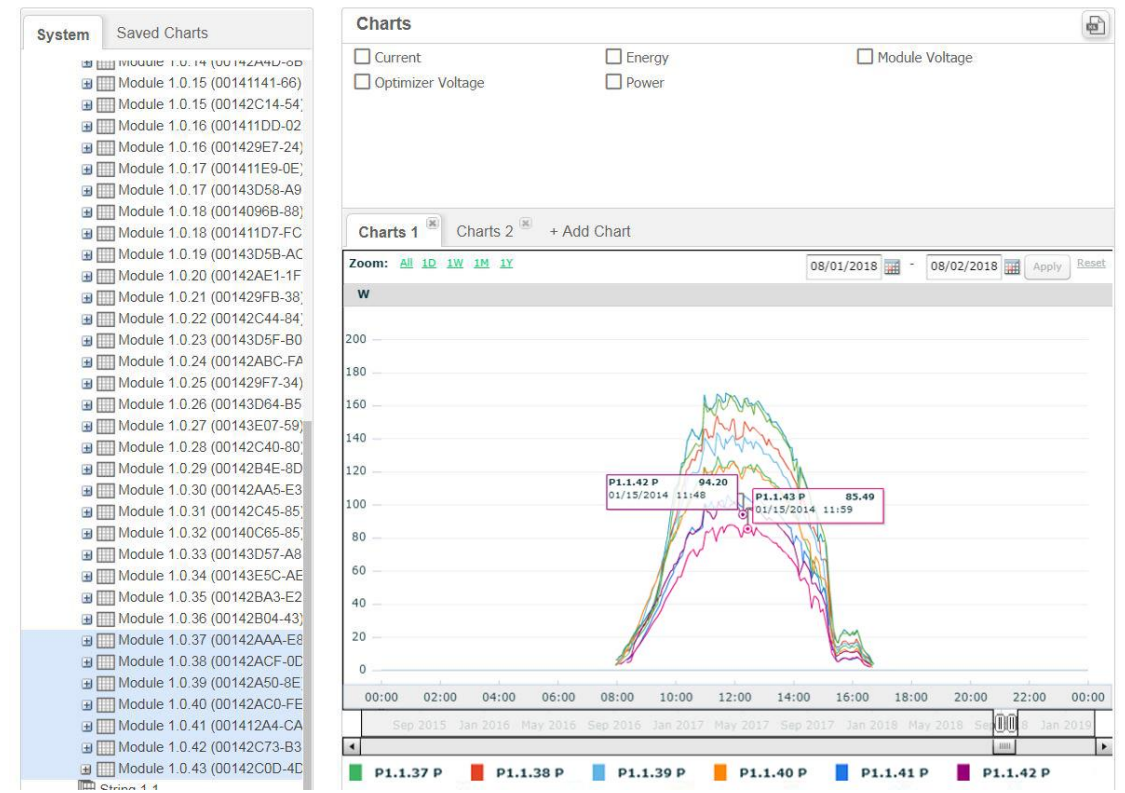 System
Saved Charts
Module 1.0.14 (00142A4D-8B
Module 1.0.15 (00141141-66)
Module 1.0.15 (00142C14-54)
Module 1.0.16 (001411DD-02
Module 1.0.16 (001429E7-24)
Module 1.0.17 (001411E9-0E)
Module 1.0.17 (00143D58-A9
Module 1.0.18 (0014096B-88)
Module 1.0.18 (001411D7-FC
Module 1.0.19 (00143D5B-AC
Module 1.0.20 (00142AE1-1F
Module 1.0.21 (001429FB-38)
Module 1.0.22 (00142C44-84)
Module 1.0.23 (00143D5F-B0
Module 1.0.24 (00142ABC-FA
Module 1.0.25 (001429F7-34)
Module 1.0.26 (00143D64-B5
Module 1.0.27 (00143E07-59)
Module 1.0.28 (00142C40-80)
Module 1.0.29 (00142B4E-8D
Module 1.0.30 (00142AA5-E3
Module 1.0.31 (00142C45-85)
Module 1.0.32 (00140C65-85)
Module 1.0.33 (00143D57-A8
Module 1.0.34 (00143E5C-AE
Module 1.0.35 (00142BA3-E2
Module 1.0.36 (00142B04-43)
Module 1.0.37 (00142AAA-E8
Module 1.0.38 (00142ACF-0D
Module 1.0.39 (00142A50-8E
Module 1.0.40 (00142AC0-FE
Module 1.0.41 (001412A4-CA
Module 1.0.42 (00142C73-B3
Module 1.0.43 (00142C0D-4D
String 1.1
Charts
Current
Energy
Module Voltage
Optimizer Voltage
Power
Charts 1
Charts 2
+ Add Chart
Zoom: All 1D 1W 1M 1Y
08/01/2018 - 08/02/2018 Apply Reset
W
200
180
160
140
120
100
80
60
40
20
0
P1.1.42 P 94.20
01/15/2014 11:48
P1.1.43 P 85.49
01/15/2014 11:59
00:00 02:00 04:00 06:00 08:00 10:00 12:00 14:00 16:00 18:00 20:00 22:00 00:00
Sep 2015 Jan 2016 May 2016 Sep 2016 Jan 2017 May 2017 Sep 2017 Jan 2018 May 2018 Se 8 Jan 2019
P1.1.37 P P1.1.38 P P1.1.39 P P1.1.40 P P1.1.41 P P1.1.42 P